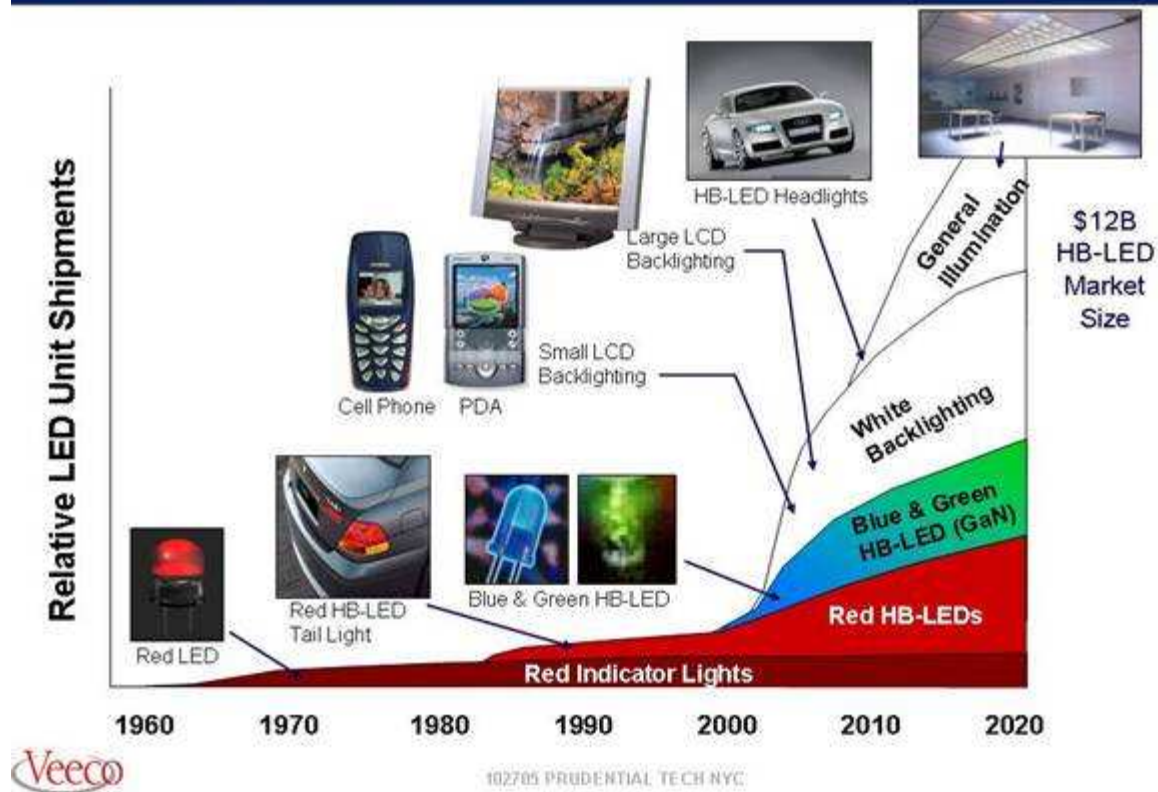 Relative LED Unit Shipments
HB-LED Headlights
General
Illumination
$12B
HB-LED
Market
Size
Large LCD
Backlighting
Small LCD
Backlighting
Cell Phone
PDA
White
Backlighting
Blue & Green
HB-LED (GaN)
Red LED
Red HB-LED
Tail Light
Blue & Green HB-LED
Red HB-LEDs
Red Indicator Lights
1960 1970 1980 1990 2000 2010 2020
Veeco
102705 PRUDENTIAL TECH NYC